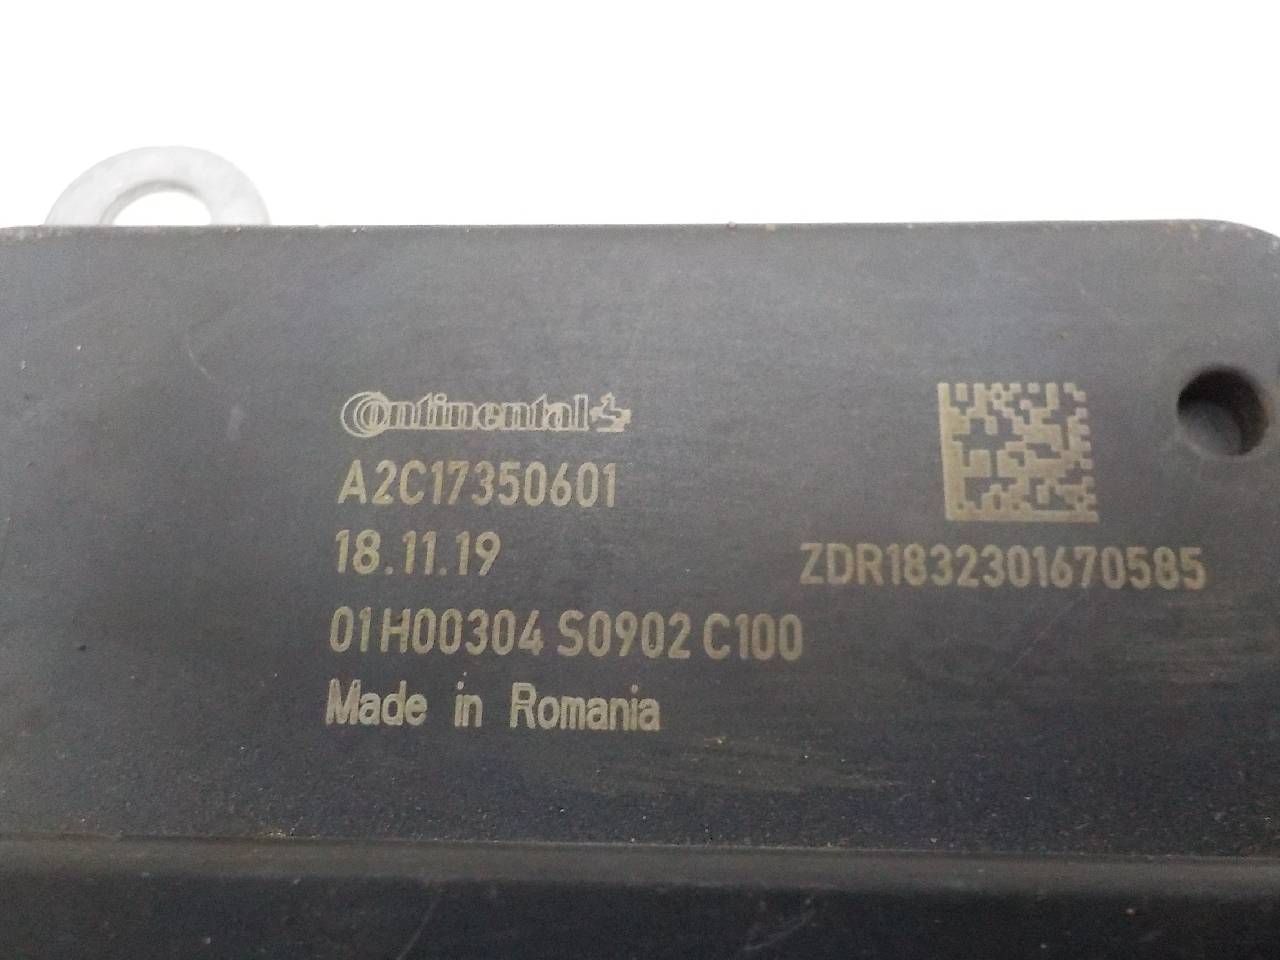 Continental
A2C17350601
18.11.19
ZDR1832301670585
01H00304 S0902 C100
Made in Romania